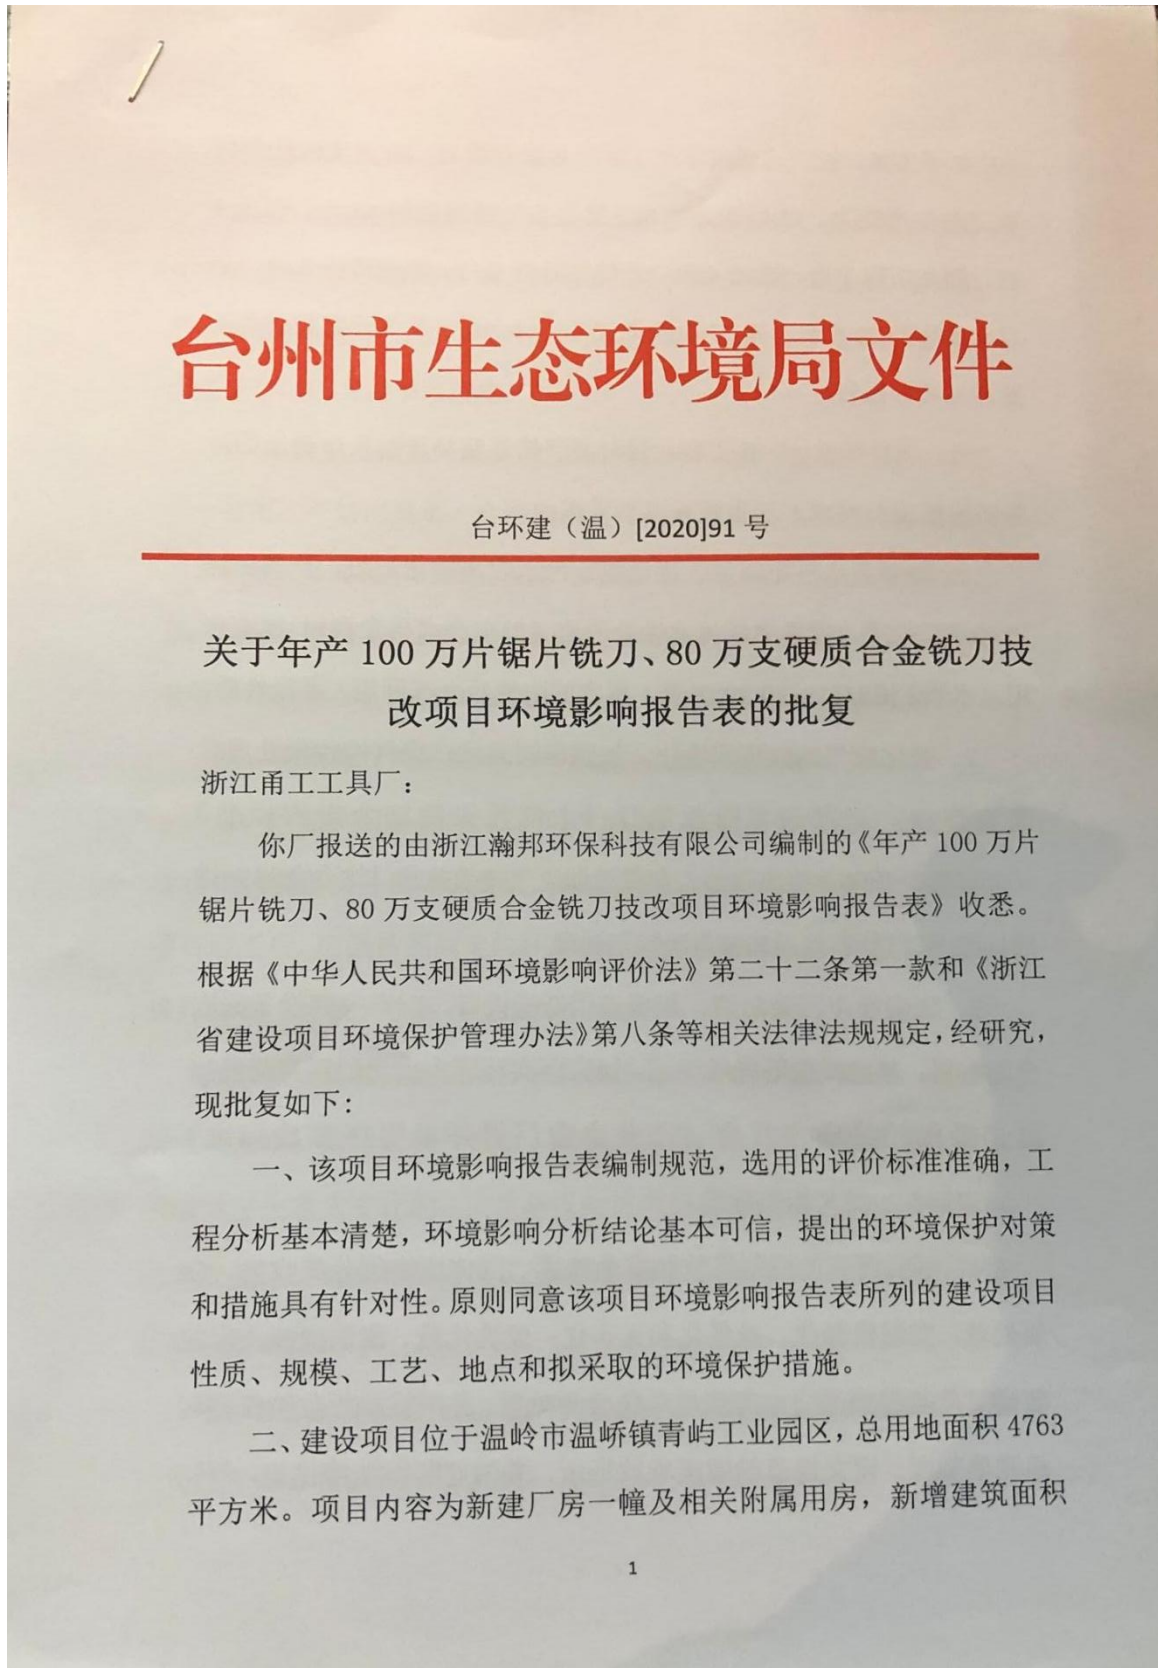 台州市生态环境局文件
台环建（温）[2020]91 号
关于年产 100 万片锯片铣刀、80 万支硬质合金铣刀技
改项目环境影响报告表的批复
浙江甬工工具厂：
你厂报送的由浙江瀚邦环保科技有限公司编制的《年产 100 万片
锯片铣刀、80 万支硬质合金铣刀技改项目环境影响报告表》收悉。
根据《中华人民共和国环境影响评价法》第二十二条第一款和《浙江
省建设项目环境保护管理办法》第八条等相关法律法规规定，经研究，
现批复如下：
一、该项目环境影响报告表编制规范，选用的评价标准准确，工
程分析基本清楚，环境影响分析结论基本可信，提出的环境保护对策
和措施具有针对性。原则同意该项目环境影响报告表所列的建设项目
性质、规模、工艺、地点和拟采取的环境保护措施。
二、建设项目位于温岭市温峤镇青屿工业园区，总用地面积 4763
平方米。项目内容为新建厂房一幢及相关附属用房，新增建筑面积
1